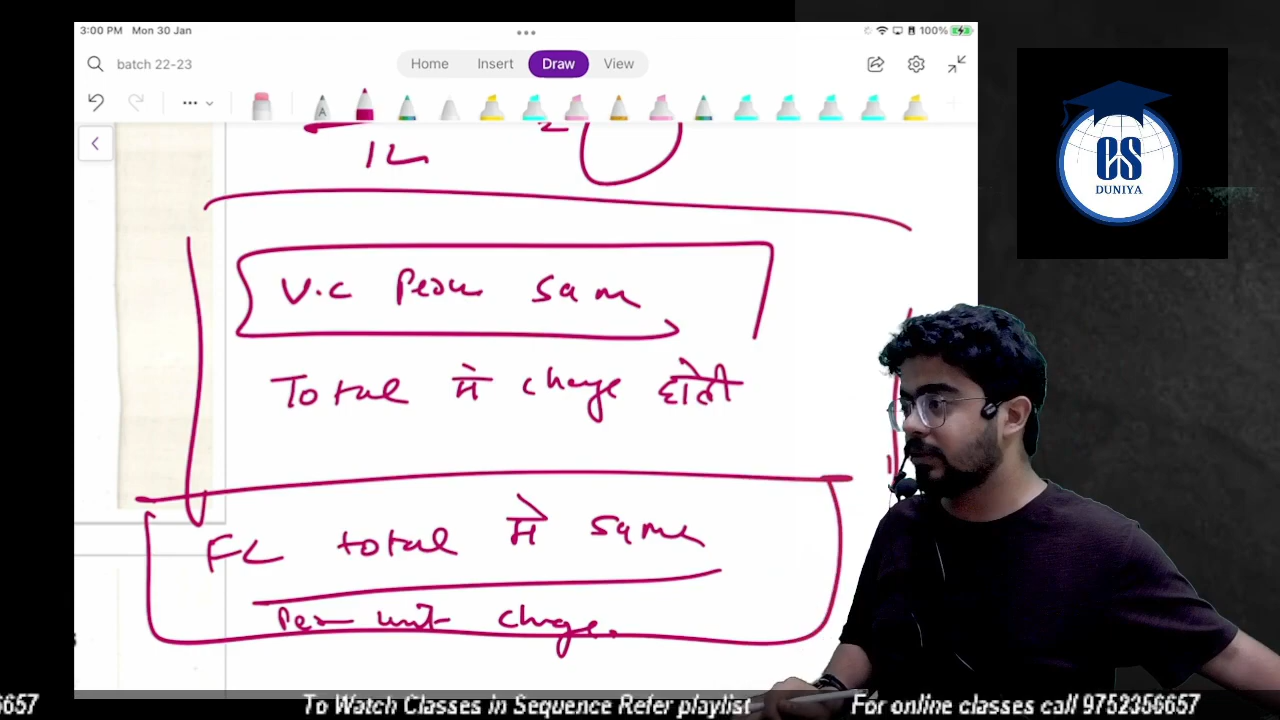 3:00 PM Mon 30 Jan
100%
batch 22-23
Home Insert Draw View
A
12
V.C Per same
Total में change होती
FC total में same
Per unit change.
CS
DUNIYA
6657 To Watch Classes in Sequence Refer playlist For online classes call 9752356657